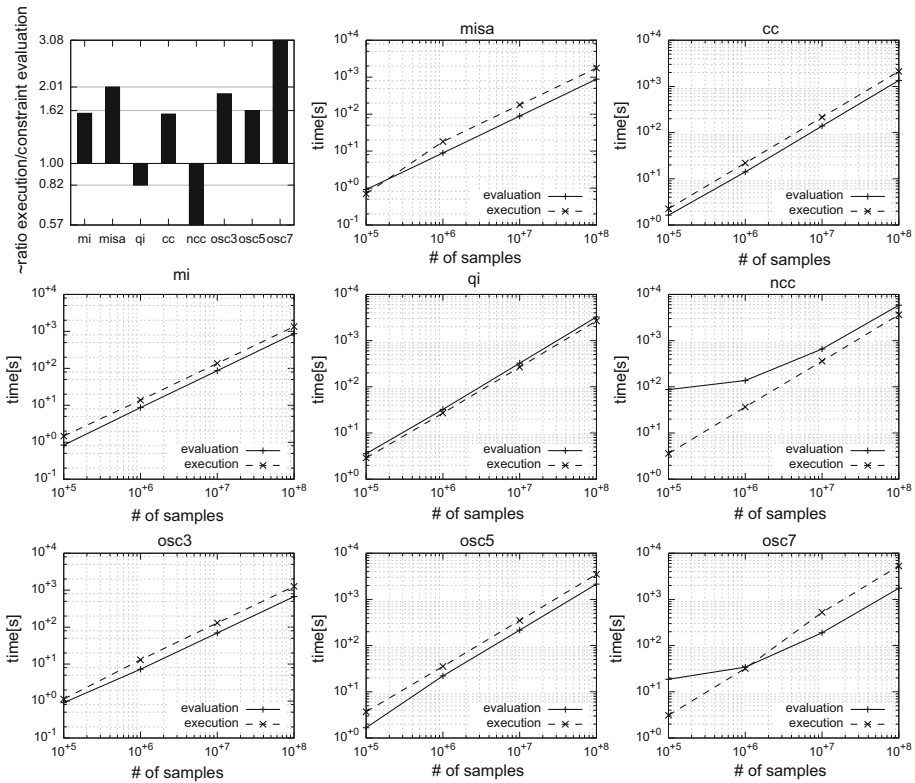 ~ratio execution/constraint evaluation
3.08
2.01
1.62
1.00
0.82
0.57
mi misa qi cc ncc osc3 osc5 osc7
misa
time[s]
10^+4
10^+3
10^+2
10^+1
10^+0
10^-1
evaluation
execution
10^+5 10^+6 10^+7 10^+8
# of samples
cc
time[s]
10^+4
10^+3
10^+2
10^+1
10^+0
evaluation
execution
10^+5 10^+6 10^+7 10^+8
# of samples
mi
time[s]
10^+4
10^+3
10^+2
10^+1
10^+0
10^-1
evaluation
execution
10^+5 10^+6 10^+7 10^+8
# of samples
qi
time[s]
10^+4
10^+3
10^+2
10^+1
10^+0
evaluation
execution
10^+5 10^+6 10^+7 10^+8
# of samples
ncc
time[s]
10^+4
10^+3
10^+2
10^+1
10^+0
evaluation
execution
10^+5 10^+6 10^+7 10^+8
# of samples
osc3
time[s]
10^+4
10^+3
10^+2
10^+1
10^+0
10^-1
evaluation
execution
10^+5 10^+6 10^+7 10^+8
# of samples
osc5
time[s]
10^+4
10^+3
10^+2
10^+1
10^+0
evaluation
execution
10^+5 10^+6 10^+7 10^+8
# of samples
osc7
time[s]
10^+4
10^+3
10^+2
10^+1
10^+0
evaluation
execution
10^+5 10^+6 10^+7 10^+8
# of samples